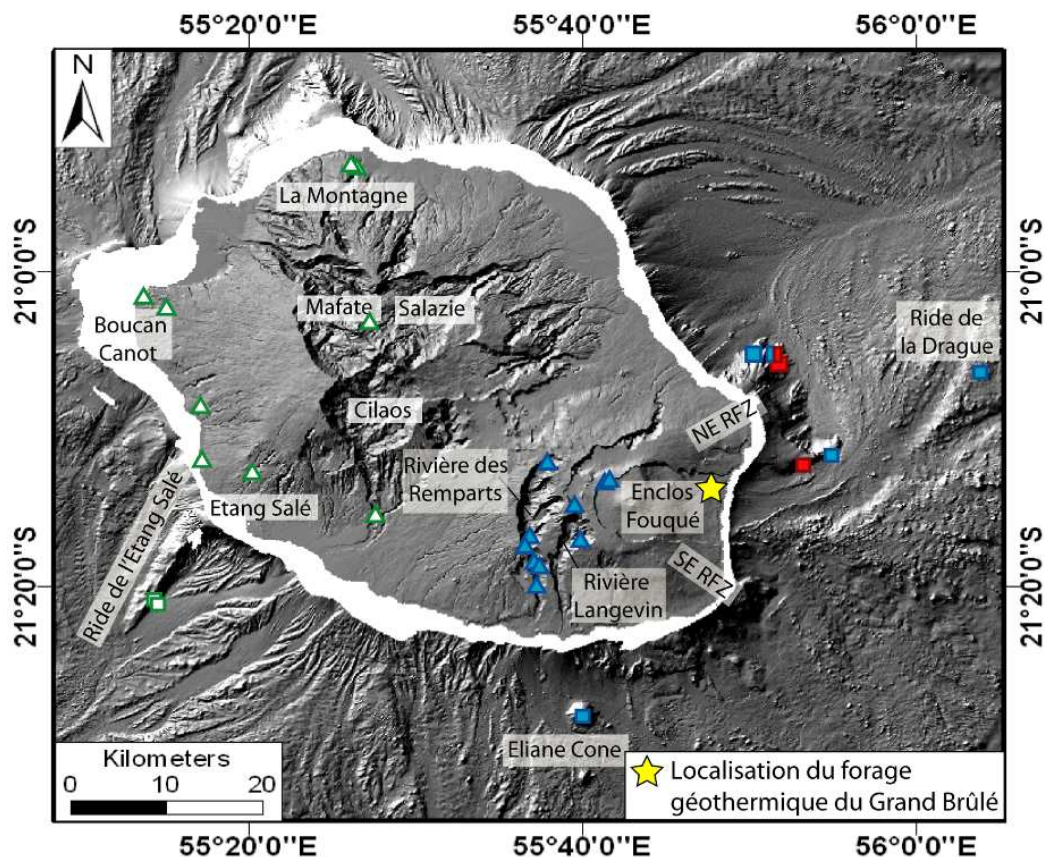 55°20'0"E
55°40'0"E
56°0'0"E
N
La Montagne
21°0'0"S
21°0'0"S
Mafate
Salazie
Boucan
Canot
Ride de
la Drague
Cilaos
NE RFZ
Rivière des
Remparts
Enclos
Fouqué
Etang Salé
Ride de l'Etang Salé
SE RFZ
Rivière
Langevin
21°20'0"S
21°20'0"S
Eliane Cone
Kilometers
0 10 20
Localisation du forage
géothermique du Grand Brûlé
55°20'0"E
55°40'0"E
56°0'0"E